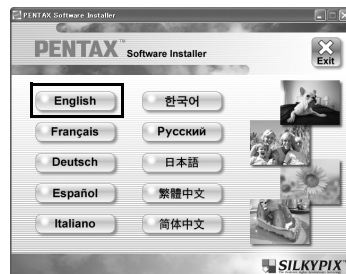 PENTAX Software Installer
PENTAX™ Software Installer
Exit
English
한국어
Français
Русский
Deutsch
日本語
Español
繁體中文
Italiano
简体中文
SILKYPIX